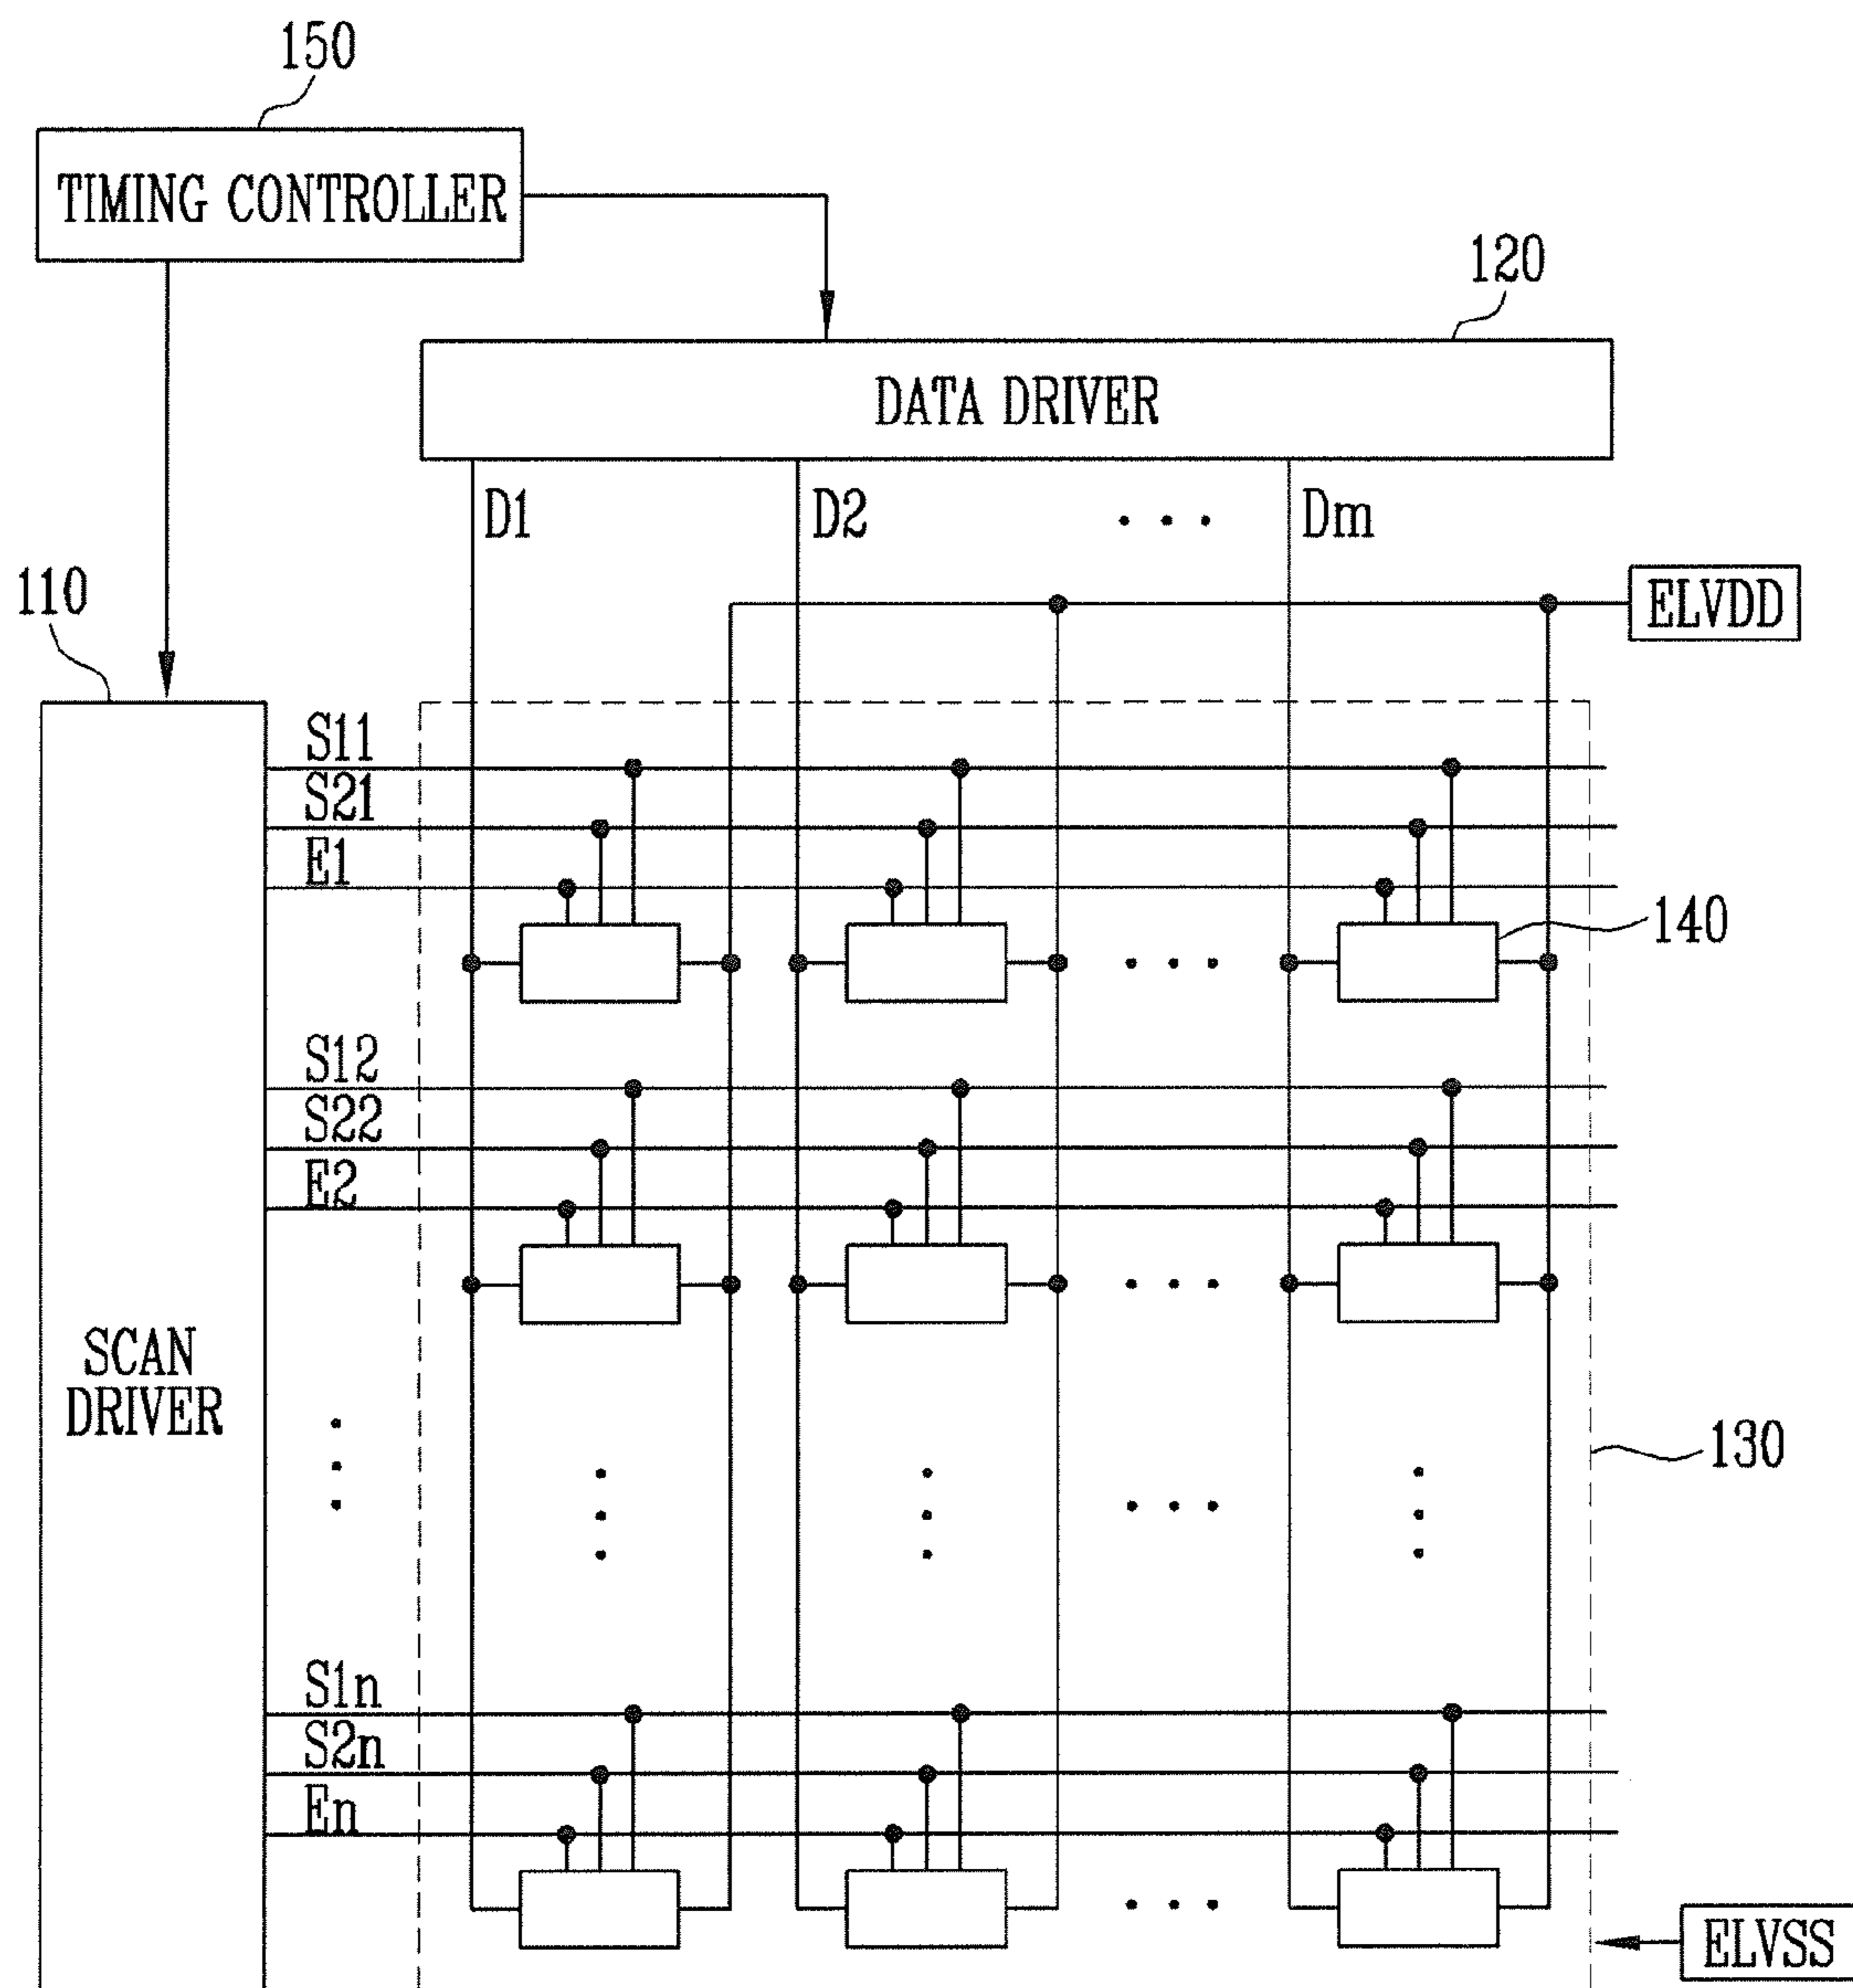 150
TIMING CONTROLLER
120
DATA DRIVER
D1 D2 . . . Dm
ELVDD
110
S11
S21
E1
140
S12
S22
E2
SCAN
DRIVER
130
S1n
S2n
En
ELVSS